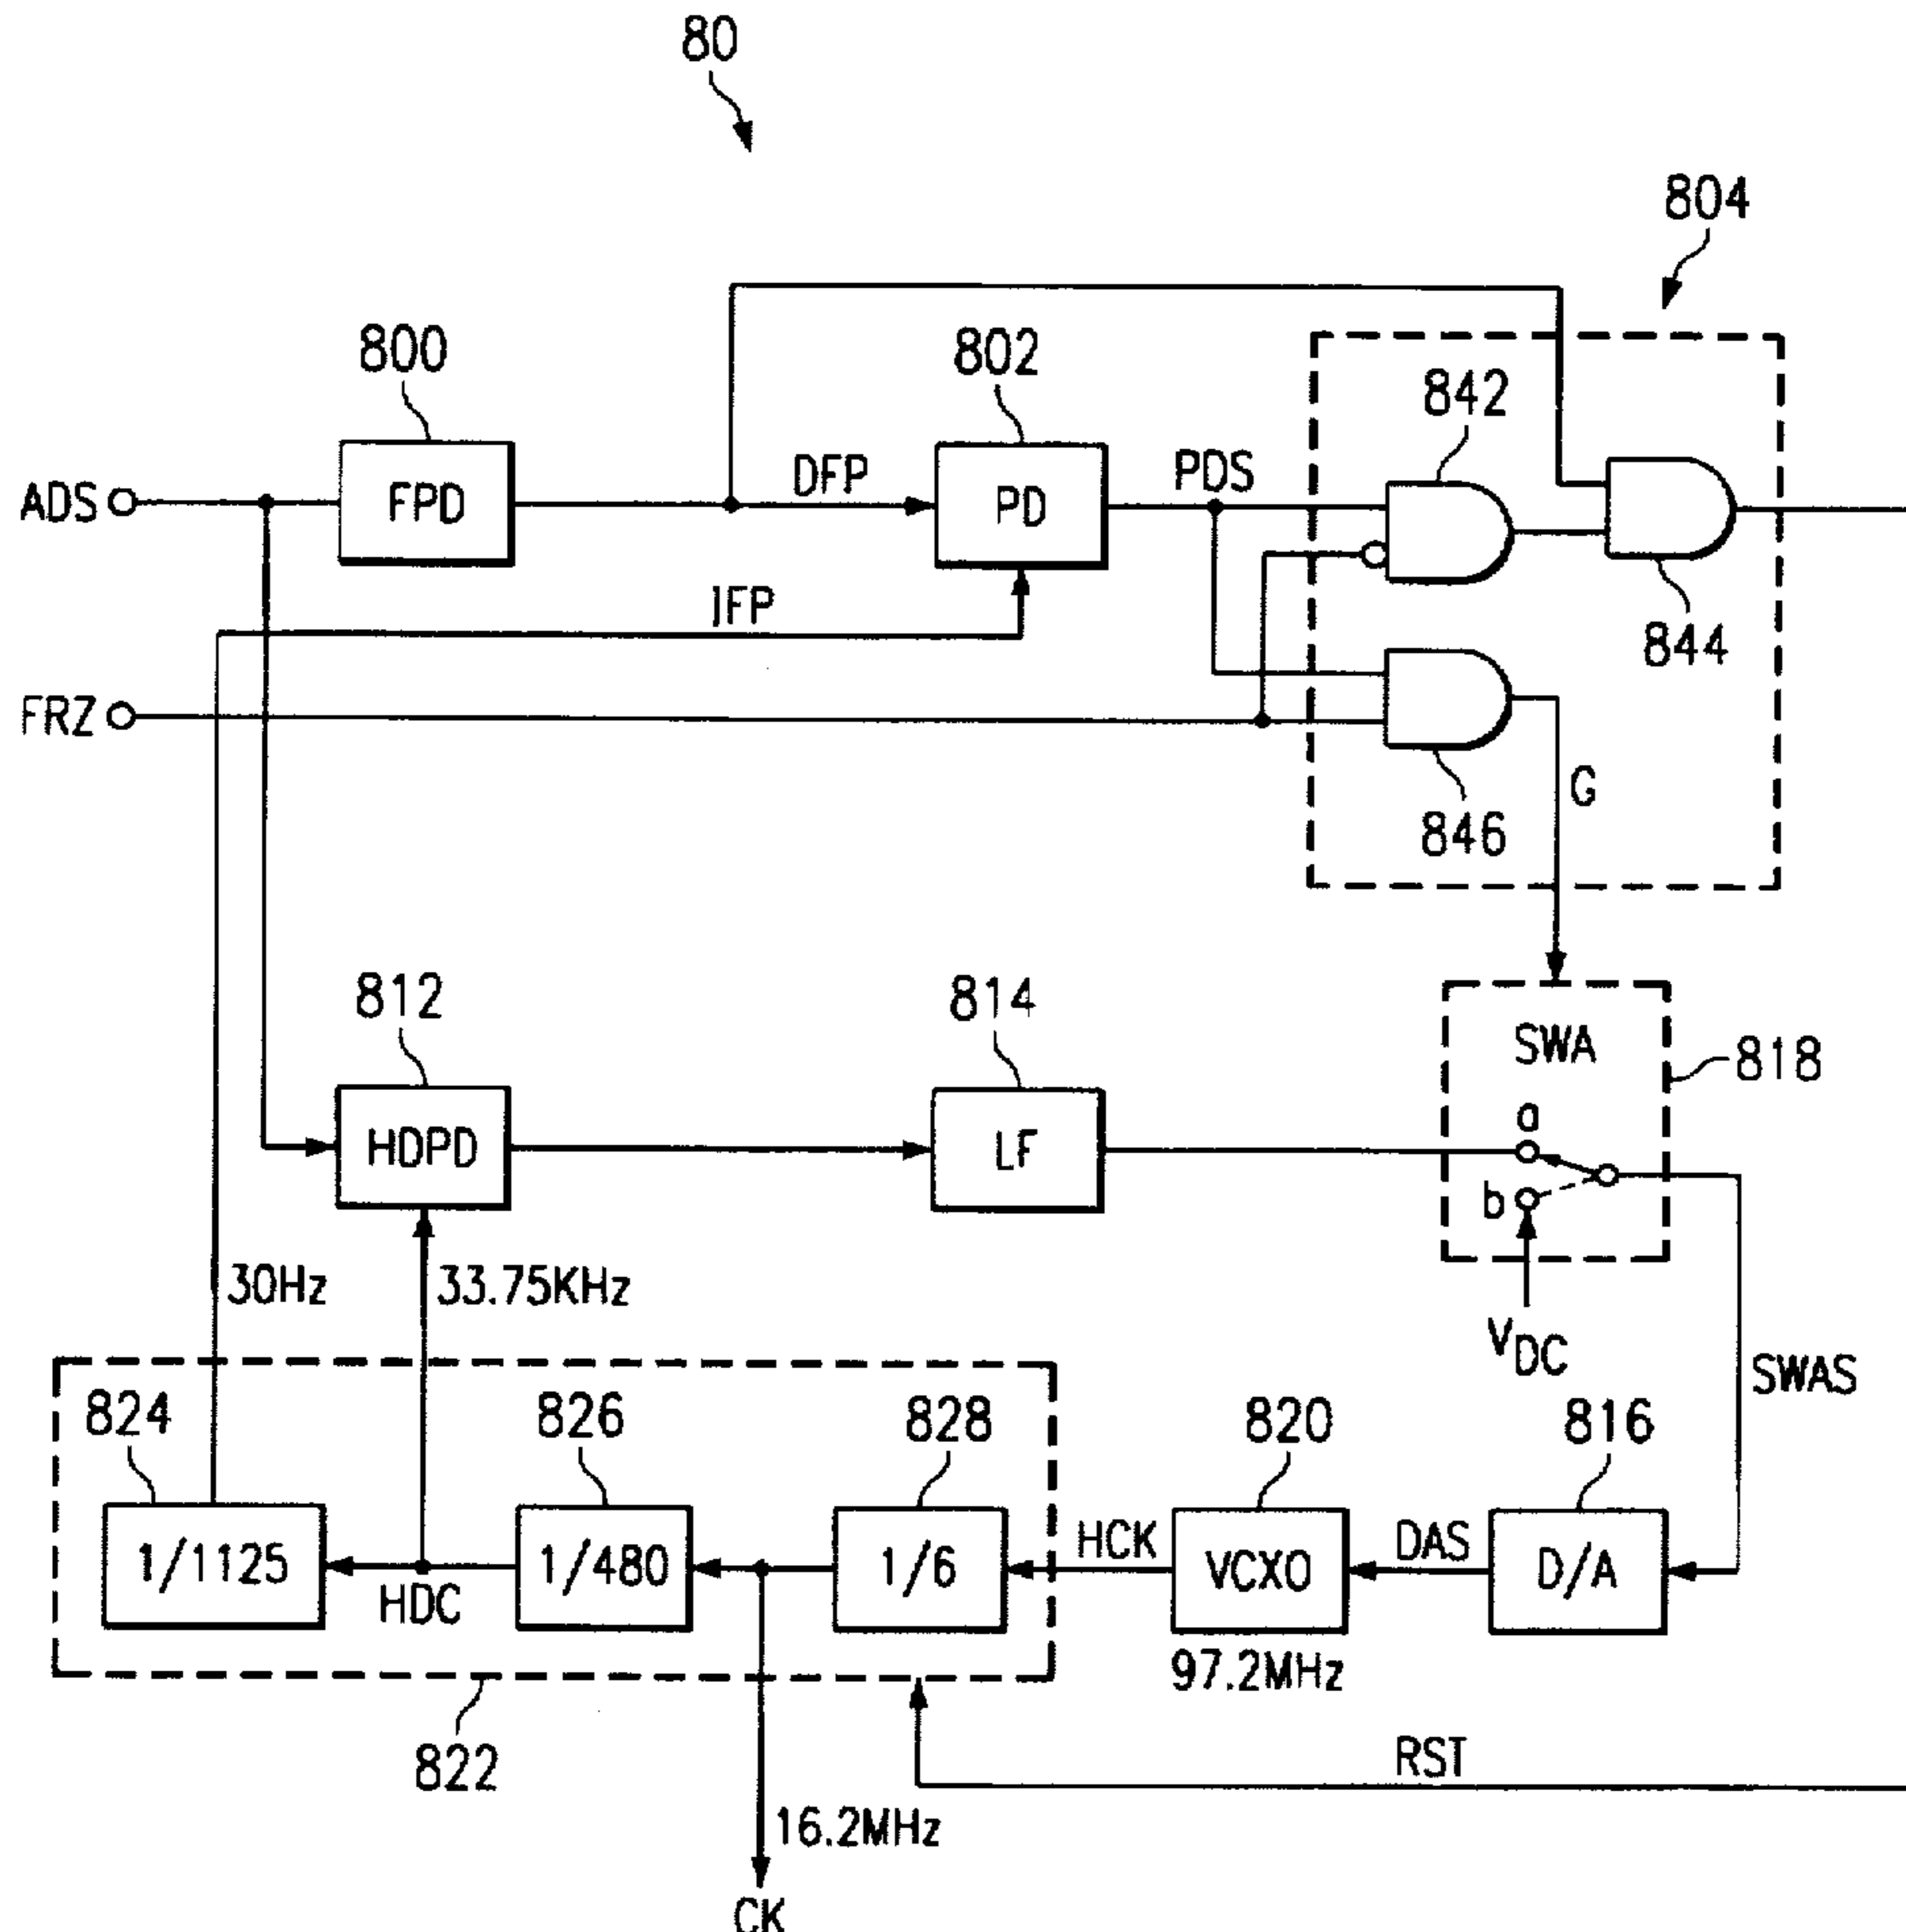 80
804
800
802
842
ADS
FPD
DFP
PD
PDS
IFP
844
FRZ
846
G
812
814
SWA
818
HDPD
LF
a
b
30Hz
33.75KHz
VDC
SWAS
824
826
828
820
816
1/1125
HDC
1/480
1/6
HCK
VCXO
DAS
D/A
97.2MHz
822
RST
16.2MHz
CK